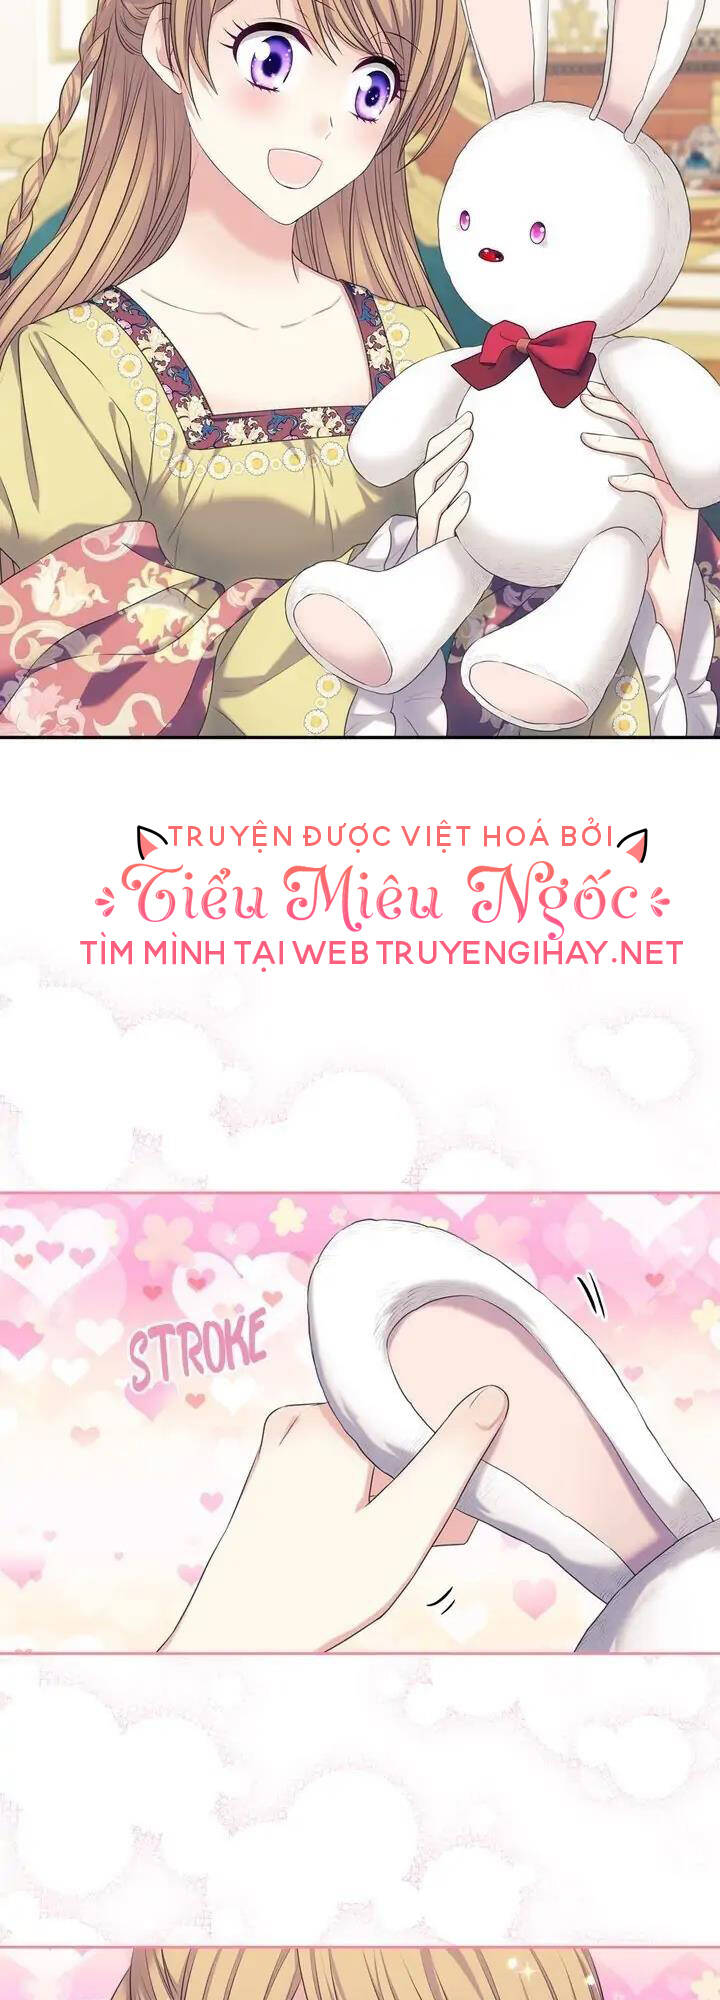 TRUYỆN ĐƯỢC VIỆT HOÁ BỞI
Tiểu Miêu Ngốc
TÌM MÌNH TẠI WEB TRUYENGIHAY.NET
STROKE